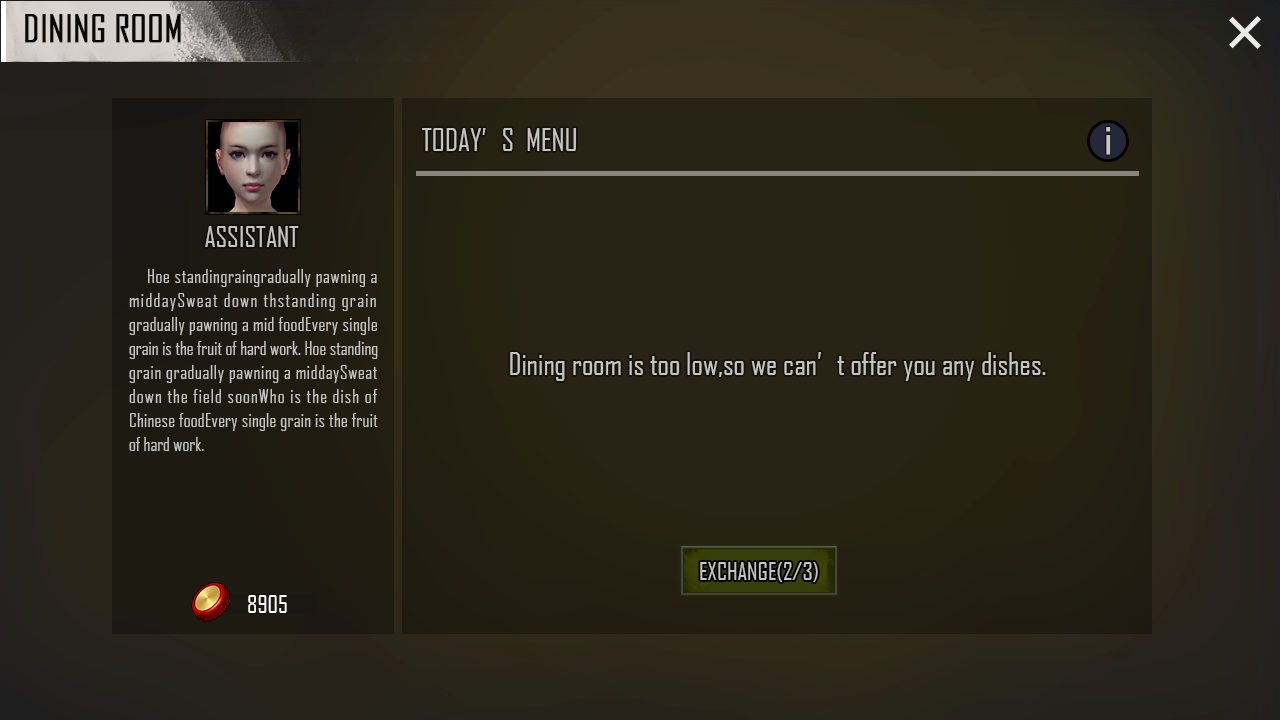 DINING ROOM
TODAY’ S MENU
i
ASSISTANT
Hoe standinggraingradually pawning a
middaySweat down thstanding grain
gradually pawning a mid foodEvery single
grain is the fruit of hard work. Hoe standing
grain gradually pawning a middaySweat
down the field soonWho is the dish of
Chinese foodEvery single grain is the fruit
of hard work.
Dining room is too low,so we can’ t offer you any dishes.
EXCHANGE(2/3)
8905